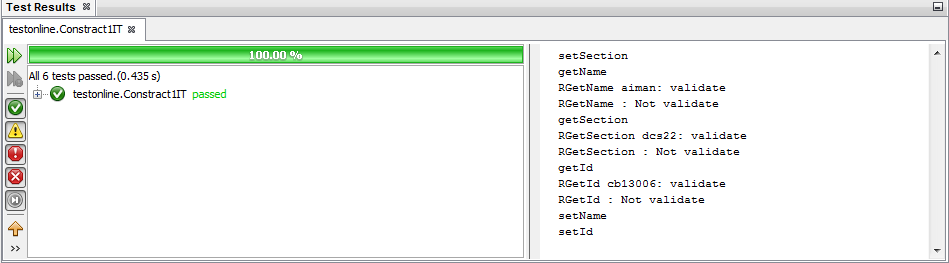 Test Results
testonline.Constract1IT
100.00 %
All 6 tests passed.(0.435 s)
testonline.Constract1IT passed
setSection
getName
RGetName aiman: validate
RGetName : Not validate
getSection
RGetSection dcs22: validate
RGetSection : Not validate
getId
RGetId cb13006: validate
RGetId : Not validate
setName
setId